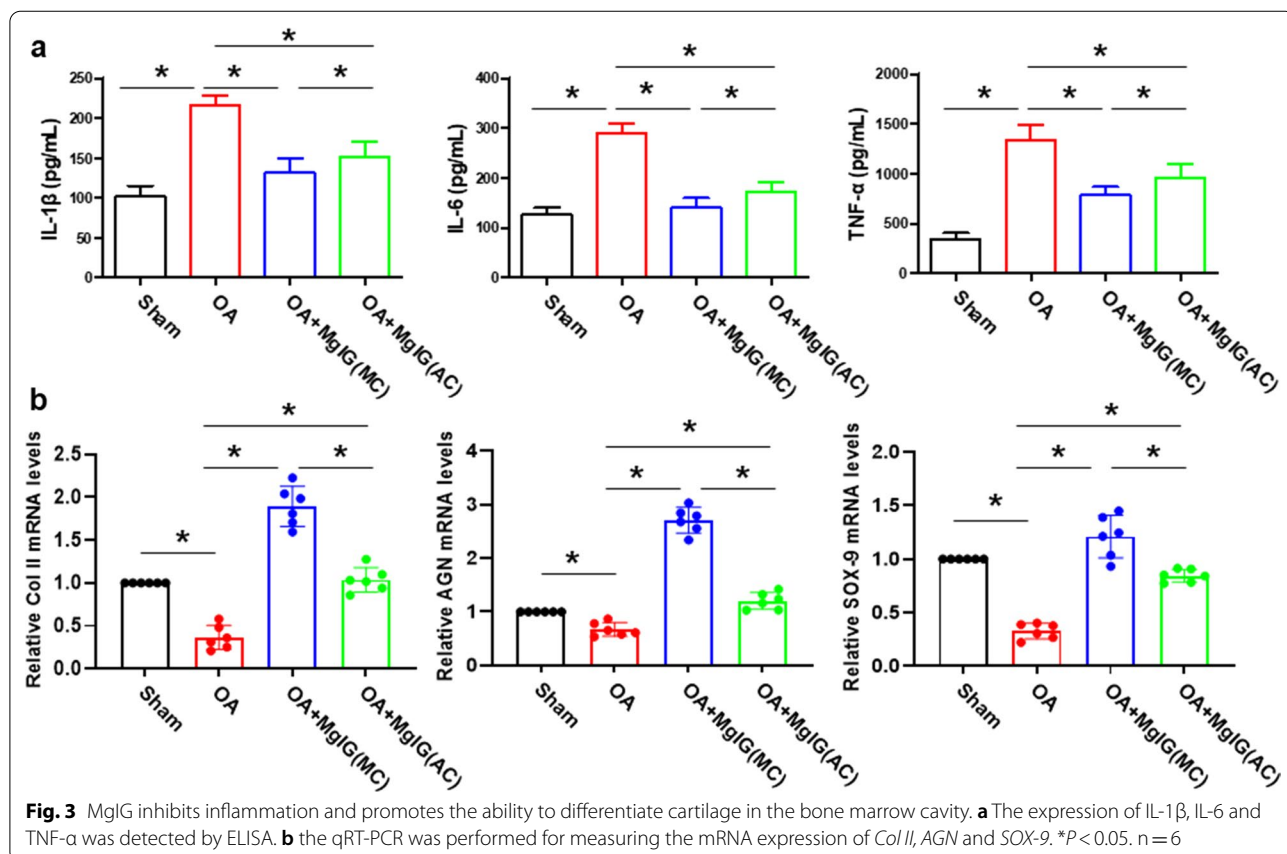 a
*
*
*
*
IL-1β (pg/mL)
250
200
150
100
50
0
Sham
OA
OA+MgIG(MC)
OA+MgIG(AC)
*
*
*
*
IL-6 (pg/mL)
400
300
200
100
0
Sham
OA
OA+MgIG(MC)
OA+MgIG(AC)
*
*
*
*
TNF-α (pg/mL)
2000
1500
1000
500
0
Sham
OA
OA+MgIG(MC)
OA+MgIG(AC)
b
*
*
*
*
Relative Col II mRNA levels
2.5
2.0
1.5
1.0
0.5
0.0
Sham
OA
OA+MgIG(MC)
OA+MgIG(AC)
*
*
*
*
Relative AGN mRNA levels
4
3
2
1
0
Sham
OA
OA+MgIG(MC)
OA+MgIG(AC)
*
*
*
*
Relative SOX-9 mRNA levels
2.0
1.5
1.0
0.5
0.0
Sham
OA
OA+MgIG(MC)
OA+MgIG(AC)
Fig. 3 MgIG inhibits inflammation and promotes the ability to differentiate cartilage in the bone marrow cavity. a The expression of IL-1β, IL-6 and
TNF-α was detected by ELISA. b the qRT-PCR was performed for measuring the mRNA expression of Col II, AGN and SOX-9. *P < 0.05. n = 6